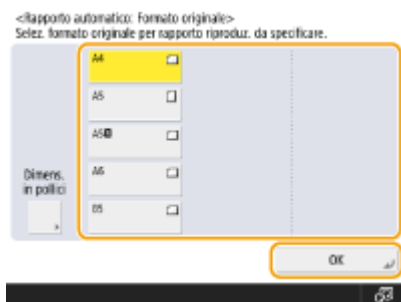 <Rapporto automatico: Formato originale>
Selez. formato originale per rapporto riproduz. da specificare.
A4
A5
A5R
A6
B5
Dimens.
in pollici
OK